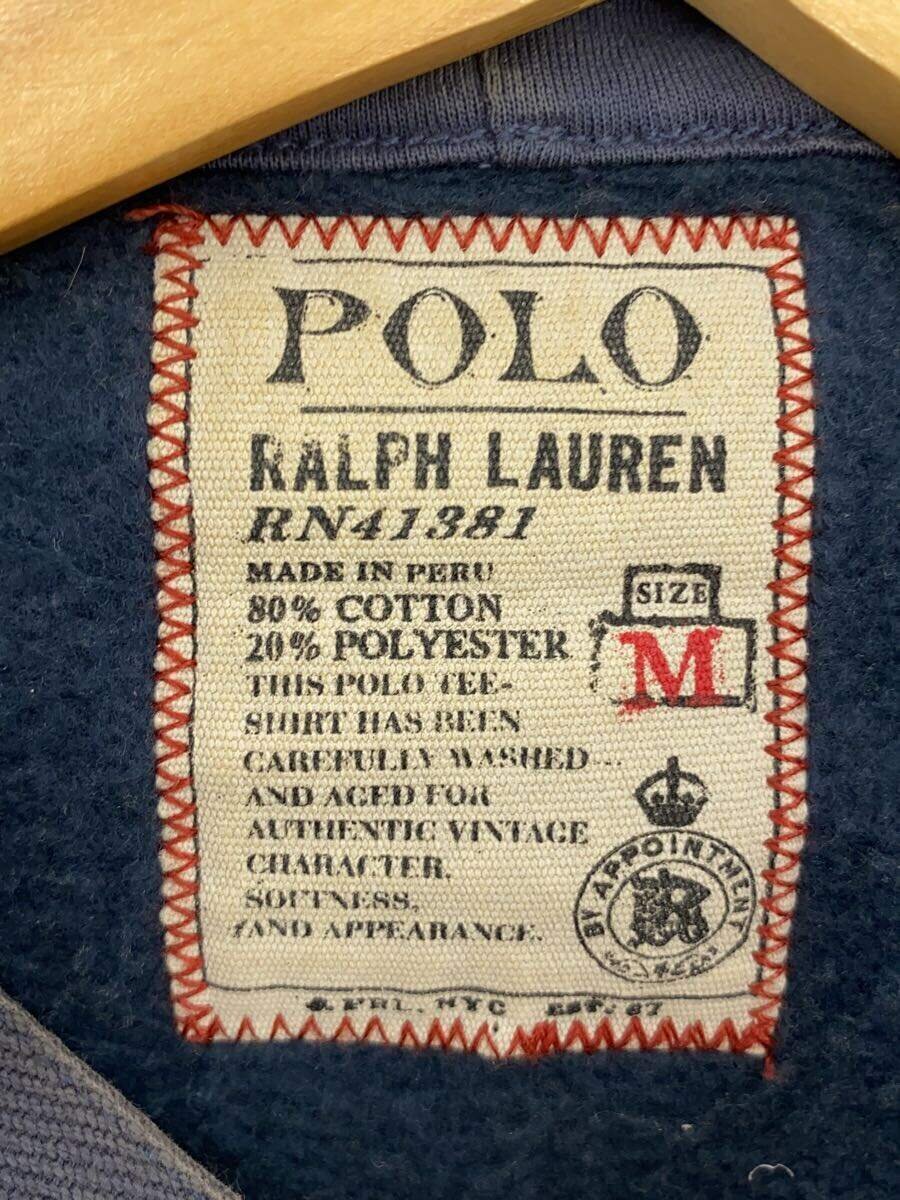 POLO
RALPH LAUREN
RN41381
MADE IN PERU
80% COTTON
20% POLYESTER
SIZE
M
THIS POLO TEE-
SHIRT HAS BEEN
CAREFULLY WASHED
AND AGED FOR
AUTHENTIC VINTAGE
CHARACTER,
SOFTNESS,
AND APPEARANCE.
BY APPOINTMENT
PRL. NYC EST. 67